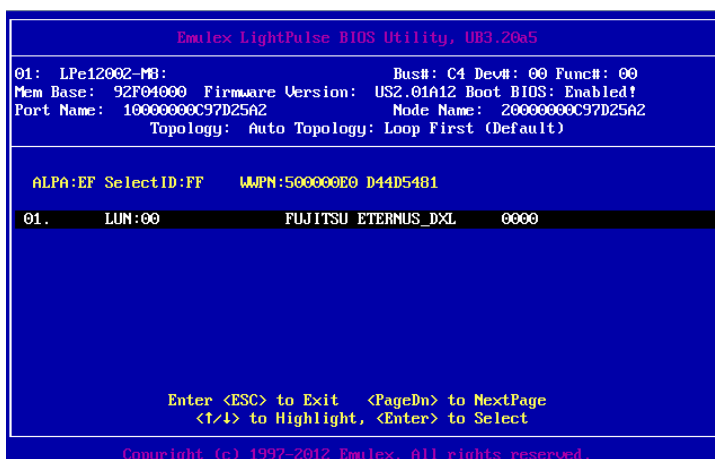 Emulex LightPulse BIOS Utility, UB3.20a5
01: LPe12002-M8: Bus#: C4 Dev#: 00 Func#: 00
Mem Base: 92F04000 Firmware Version: US2.01A12 Boot BIOS: Enabled!
Port Name: 10000000C97D25A2 Node Name: 20000000C97D25A2
Topology: Auto Topology: Loop First (Default)
ALPA:EF SelectID:FF WWPN:500000E0 D44D5481
01. LUN:00 FUJITSU ETERNUS_DXL 0000
Enter <ESC> to Exit <PageDn> to NextPage
<↑/↓> to Highlight, <Enter> to Select
Copyright (c) 1997-2012 Emulex. All rights reserved.